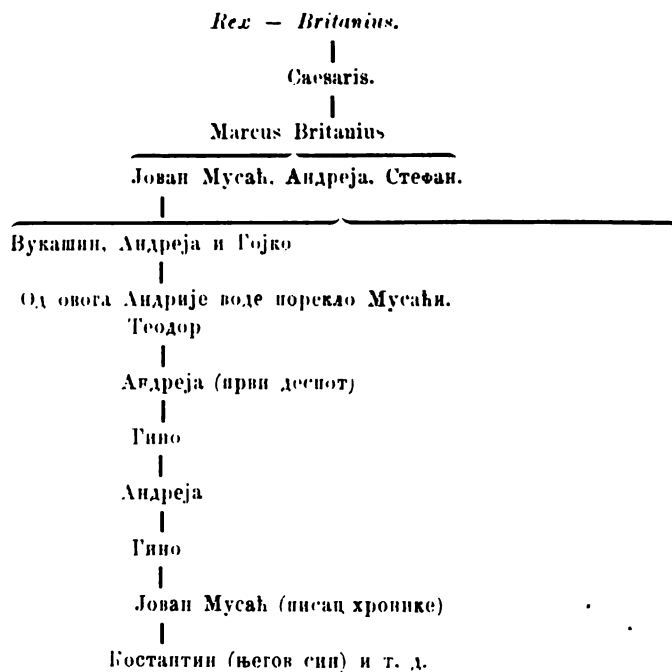 Rex – Britanius.
Caesaris.
Marcus Britanius
Јован Мусаћ. Андреја. Стефан.
Вукашин, Андреја и Гојко
Од овога Андрије воде порекло Мусаћи.
Теодор
Андреја (први деспот)
Гино
Андреја
Гино
Јован Мусаћ (писац хронике)
Костантин (његов син) и т. д.